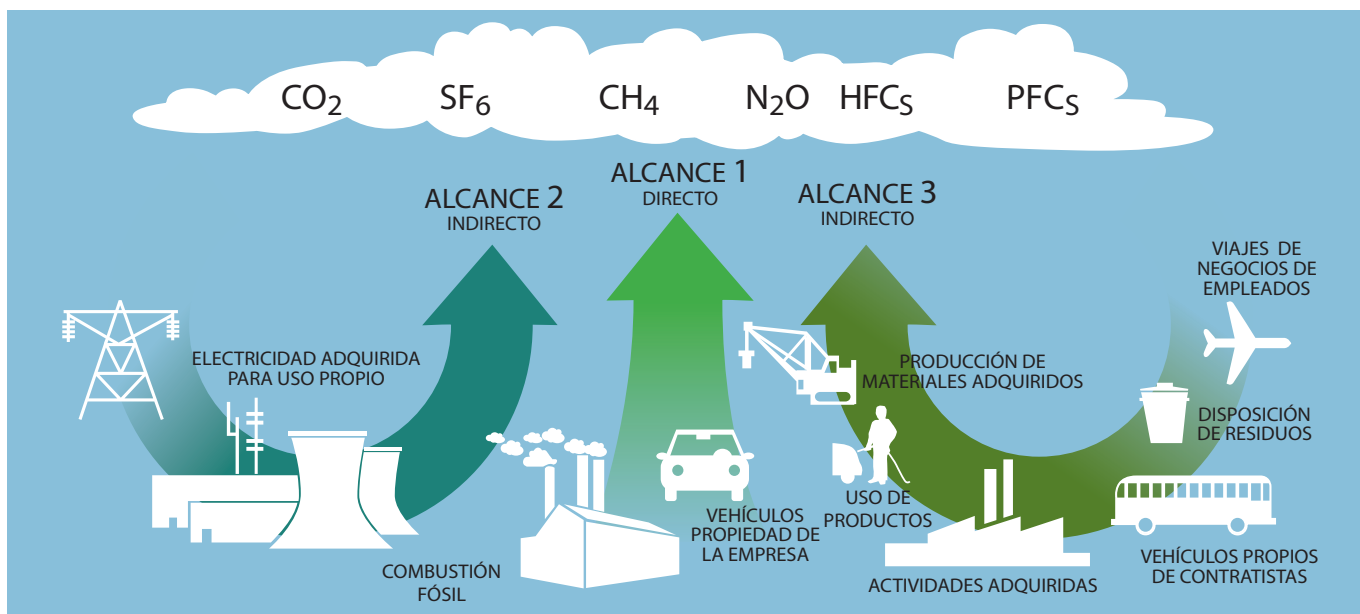 CO2 SF6 CH4 N2O HFCS PFCS
ALCANCE 2
INDIRECTO
ALCANCE 1
DIRECTO
ALCANCE 3
INDIRECTO
ELECTRICIDAD ADQUIRIDA
PARA USO PROPIO
COMBUSTIÓN
FÓSIL
VEHÍCULOS
PROPIEDAD DE
LA EMPRESA
VIAJES DE
NEGOCIOS DE
EMPLEADOS
PRODUCCIÓN DE
MATERIALES ADQUIRIDOS
DISPOSICIÓN
DE RESIDUOS
USO DE
PRODUCTOS
ACTIVIDADES ADQUIRIDAS
VEHÍCULOS PROPIOS
DE CONTRATISTAS